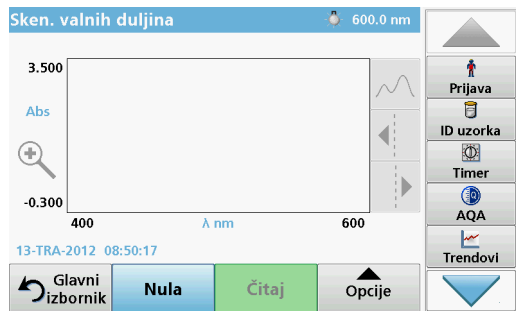 Sken. valnih duljina
600.0 nm
3.500
Abs
-0.300
400
λ nm
600
13-TRA-2012 08:50:17
Glavni
izbornik
Nula
Čitaj
Opcije
Prijava
ID uzorka
Timer
AQA
Trendovi